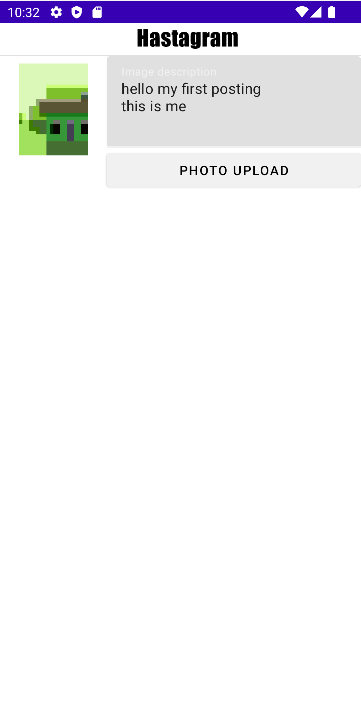 10:32
Hastagram
Image description
hello my first posting
this is me
PHOTO UPLOAD